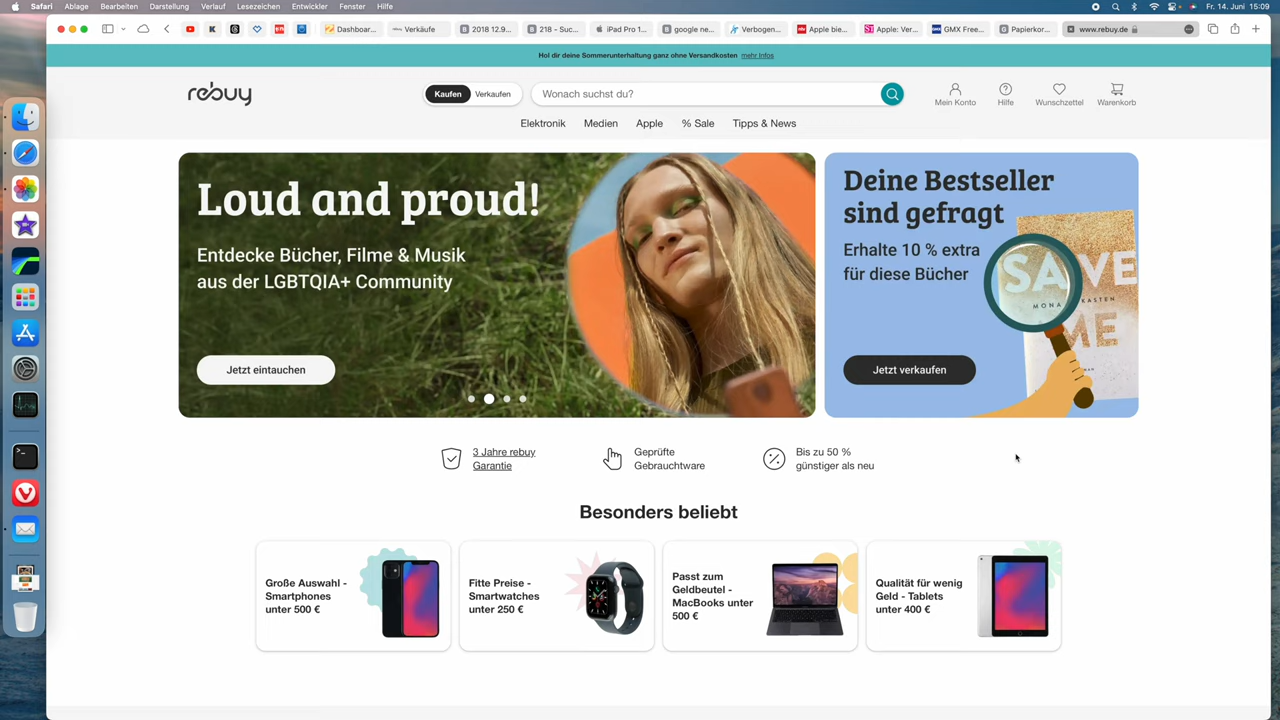 Safari Ablage Bearbeiten Darstellung Verlauf Lesezeichen Entwickler Fenster Hilfe Fr. 14. Juni 15:09
Dashboar... Verkäufe 2018 12.9... 218 - Suc... iPad Pro 1... google ne... Verbogen... Apple bie... Apple: Ver... GMX Free... Papierkor... www.rebuy.de
Hol dir deine Sommerunterhaltung ganz ohne Versandkosten mehr Infos
rebuy
Kaufen Verkaufen
Wonach suchst du?
Mein Konto Hilfe Wunschzettel Warenkorb
Elektronik Medien Apple % Sale Tipps & News
Loud and proud!
Entdecke Bücher, Filme & Musik
aus der LGBTQIA+ Community
Jetzt eintauchen
Deine Bestseller
sind gefragt
Erhalte 10 % extra
für diese Bücher
Jetzt verkaufen
SAVE
MONA KASTEN
ME
3 Jahre rebuy
Garantie
Geprüfte
Gebrauchtware
Bis zu 50 %
günstiger als neu
Besonders beliebt
Große Auswahl -
Smartphones
unter 500 €
Fitte Preise -
Smartwatches
unter 250 €
Passt zum
Geldbeutel -
MacBooks unter
500 €
Qualität für wenig
Geld - Tablets
unter 400 €